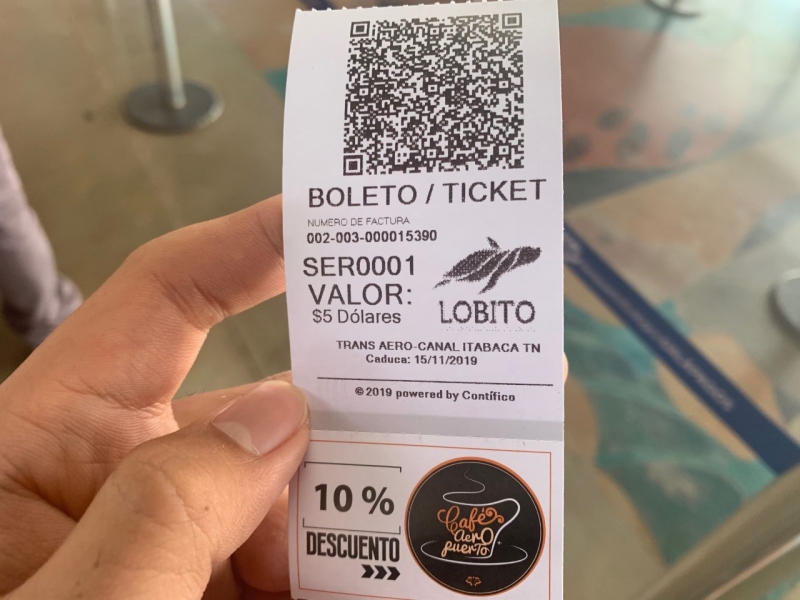 BOLETO / TICKET
NUMERO DE FACTURA
002-003-000015390
SER0001
VALOR:
$5 Dólares
LOBITO
TRANS AERO-CANAL ITABACA TN
Caduca: 15/11/2019
© 2019 powered by Contífico
10 %
DESCUENTO
Café
aerO
puerTo